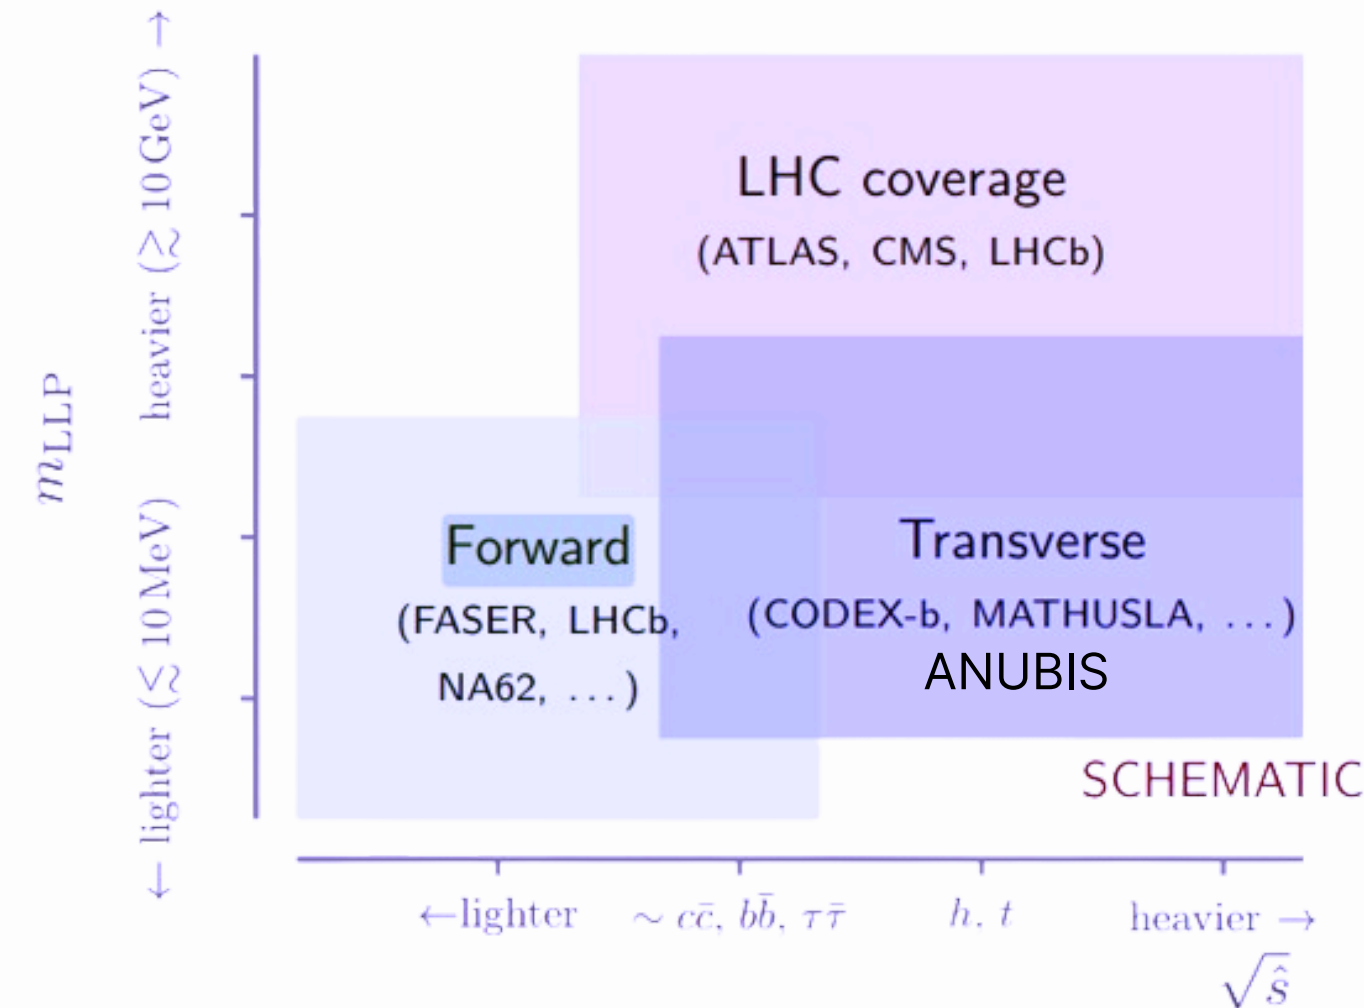 heavier (≳ 10 GeV) →
← lighter (≲ 10 MeV)
m_LLP
LHC coverage
(ATLAS, CMS, LHCb)
Forward
(FASER, LHCb,
NA62, ...)
Transverse
(CODEX-b, MATHUSLA, ...)
ANUBIS
SCHEMATIC
←lighter
∼ cc̄, bb̄, ττ̄
h, t
heavier →
√ŝ